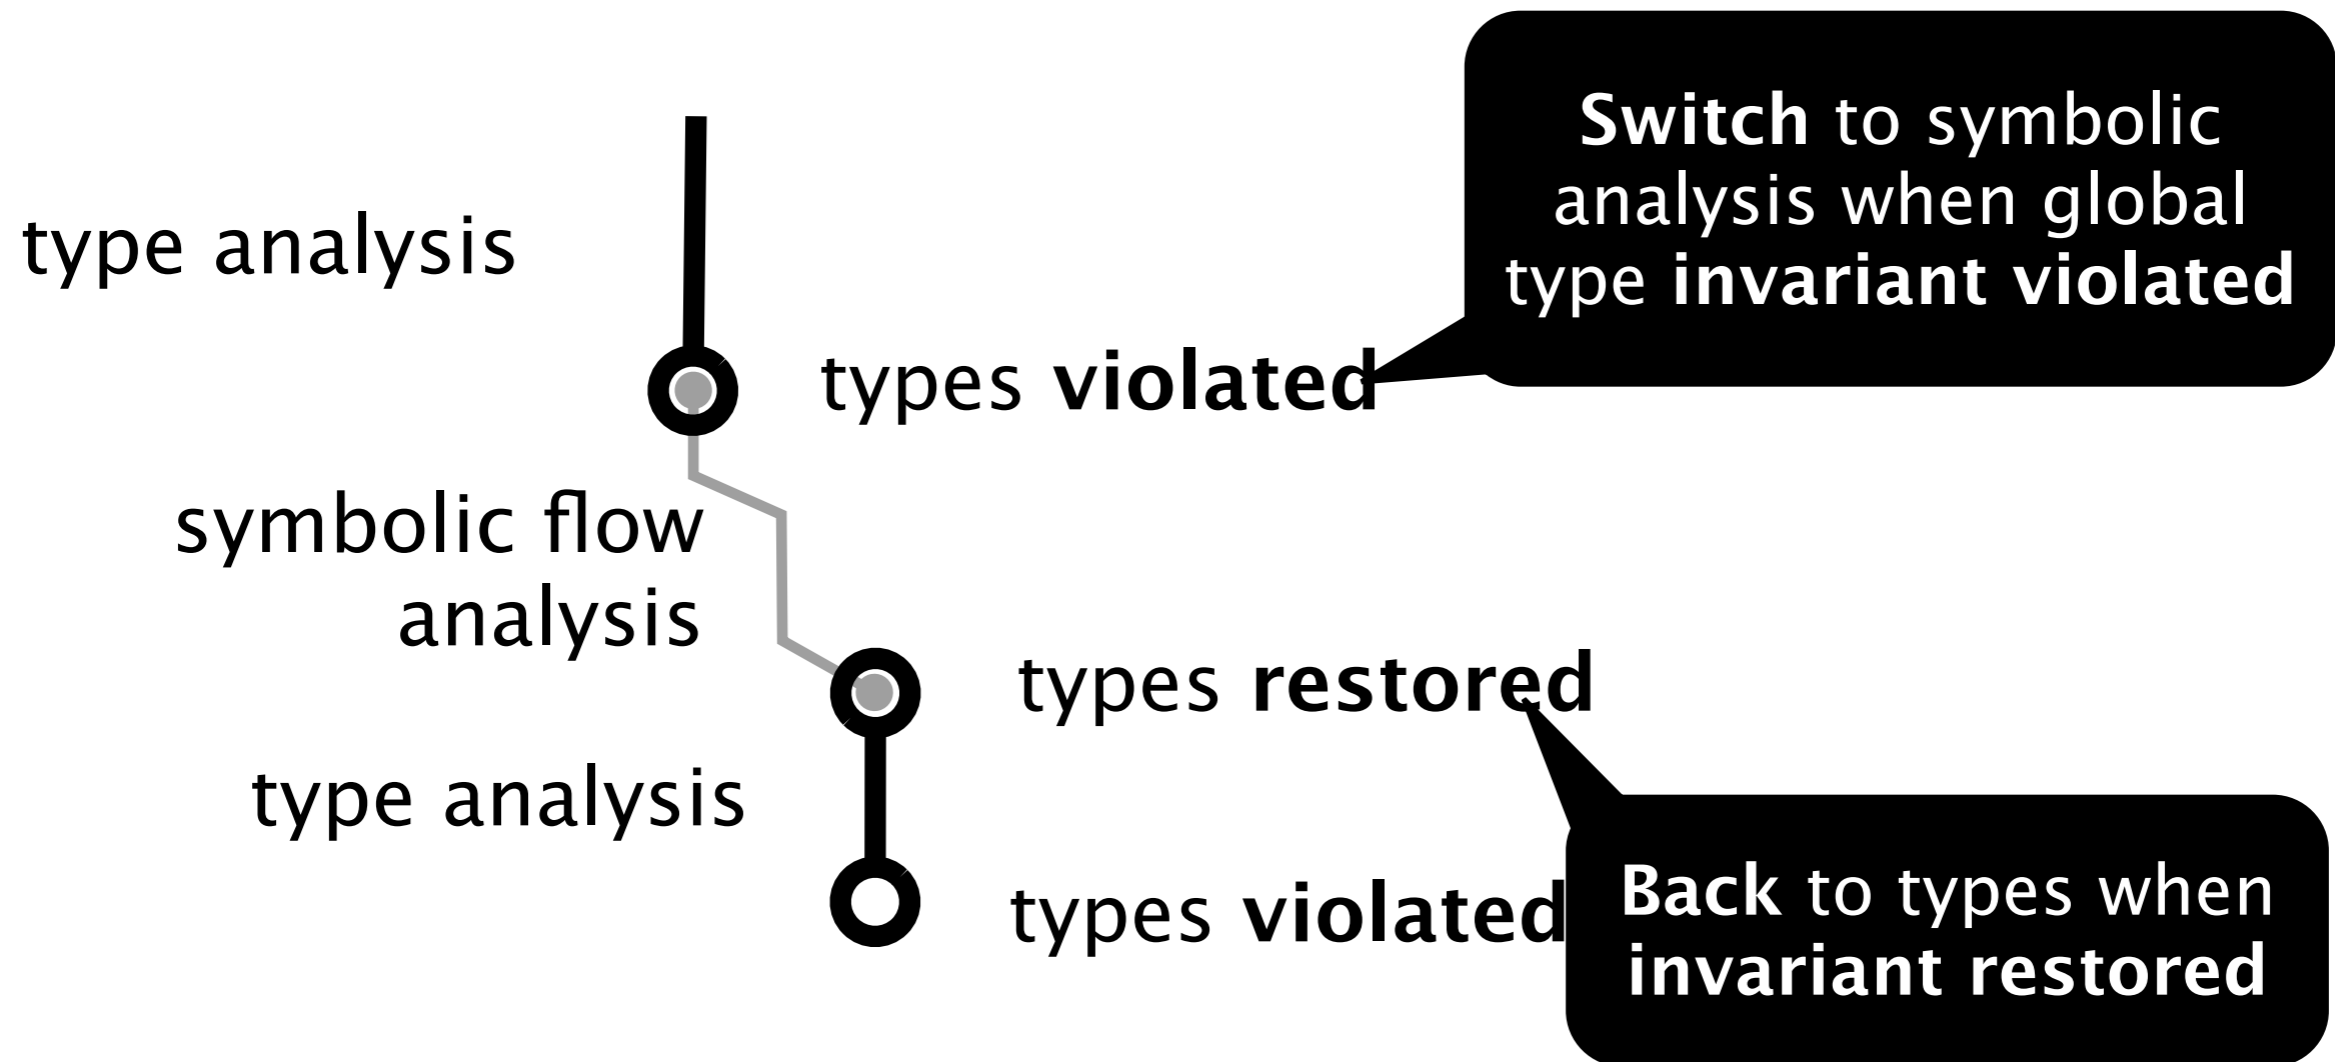 Switch to symbolic
analysis when global
type invariant violated
type analysis
types violated
symbolic flow
analysis
types restored
type analysis
Back to types when
invariant restored
types violated